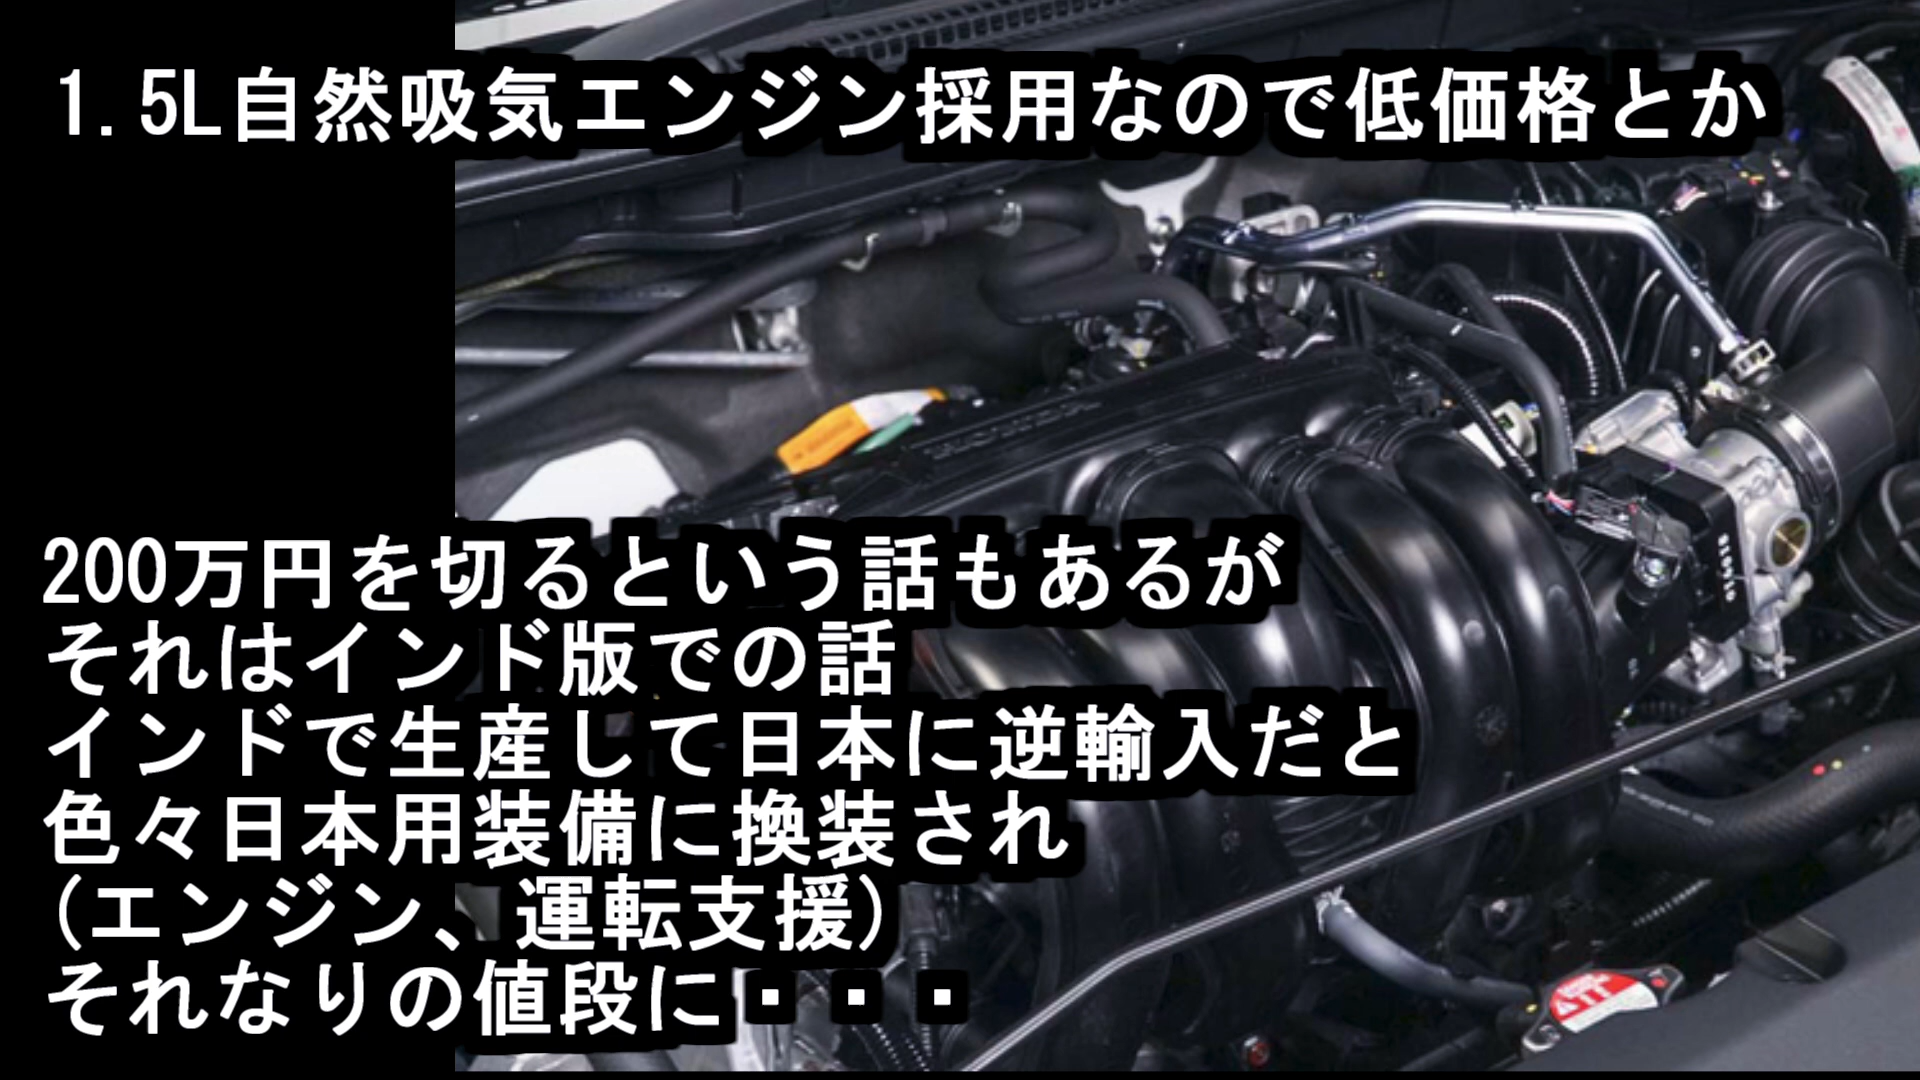 1.5L自然吸気エンジン採用なので低価格とか
HONDA
200万円を切るという話もあるが
それはインド版での話
インドで生産して日本に逆輸入だと
色々日本用装備に換装され
(エンジン、運転支援)
それなりの値段に・・・